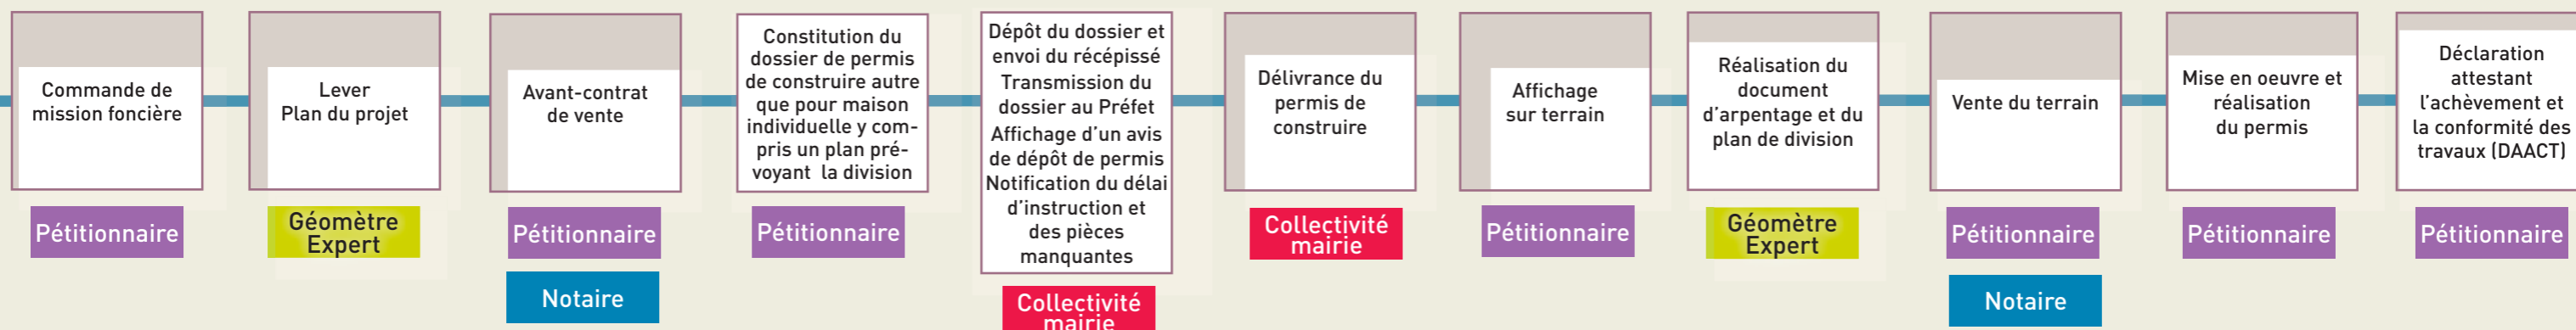 Commande de
mission foncière
Pétitionnaire
Lever
Plan du projet
Géomètre
Expert
Avant-contrat
de vente
Pétitionnaire
Notaire
Constitution du
dossier de permis
de construire autre
que pour maison
individuelle y com-
pris un plan pré-
voyant la division
Pétitionnaire
Dépôt du dossier et
envoi du récépissé
Transmission du
dossier au Préfet
Affichage d'un avis
de dépôt de permis
Notification du délai
d'instruction et
des pièces
manquantes
Collectivité
mairie
Délivrance du
permis de
construire
Collectivité
mairie
Affichage
sur terrain
Pétitionnaire
Réalisation du
document
d'arpentage et du
plan de division
Géomètre
Expert
Vente du terrain
Pétitionnaire
Notaire
Mise en oeuvre et
réalisation
du permis
Pétitionnaire
Déclaration
attestant
l'achèvement et
la conformité des
travaux (DAACT)
Pétitionnaire